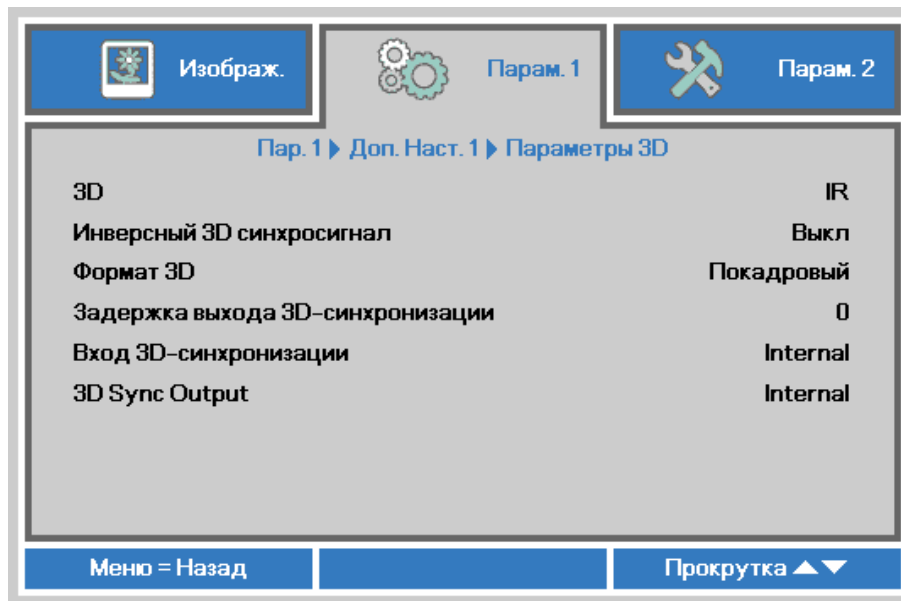 Изображ. Парам. 1 Парам. 2
Пар. 1 ▶ Доп. Наст. 1 ▶ Параметры 3D
3D IR
Инверсный 3D синхросигнал Выкл
Формат 3D Покадровый
Задержка выхода 3D-синхронизации 0
Вход 3D-синхронизации Internal
3D Sync Output Internal
Меню = Назад Прокрутка ▲▼